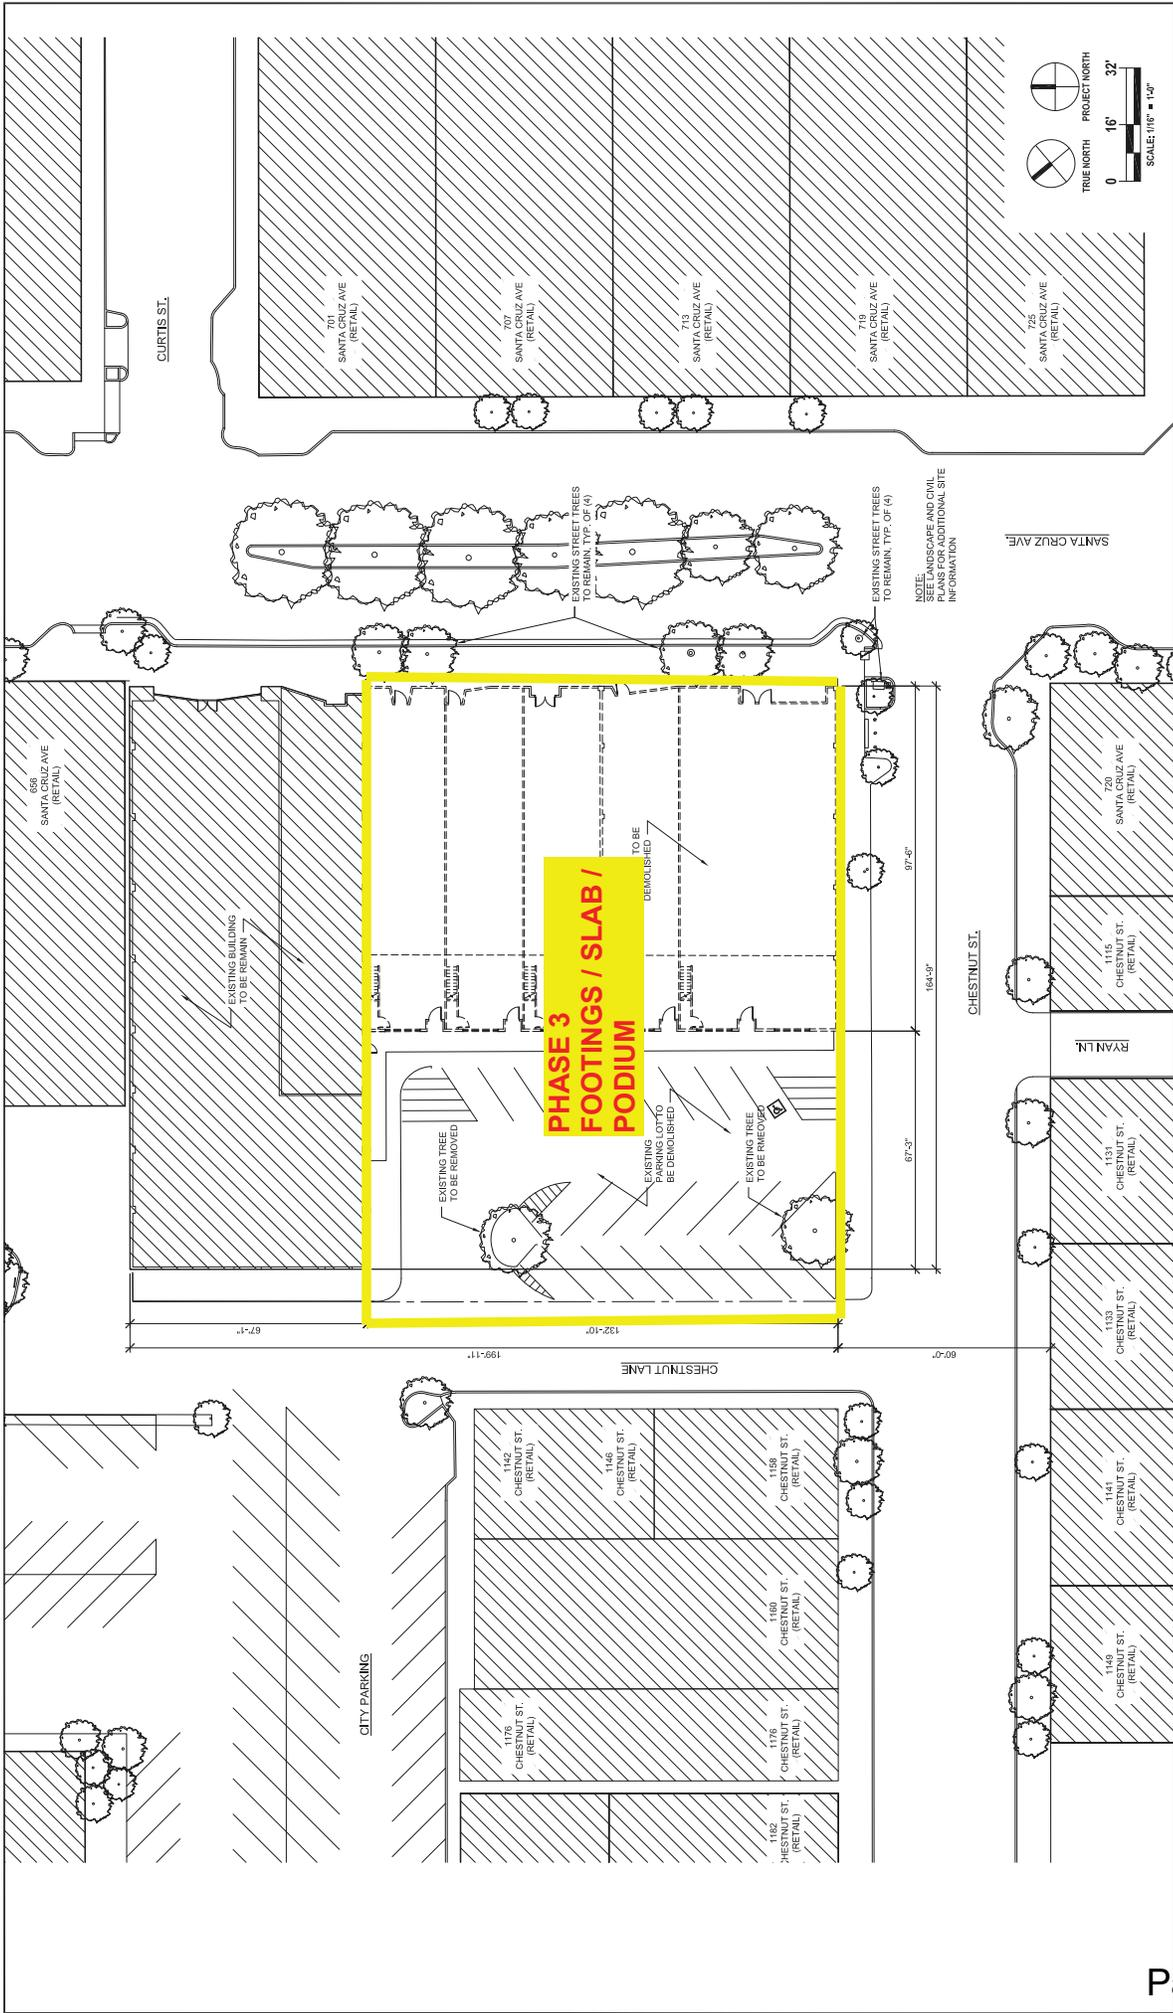 CURTIS ST.
701
SANTA CRUZ AVE
(RETAIL)
707
SANTA CRUZ AVE
(RETAIL)
713
SANTA CRUZ AVE
(RETAIL)
719
SANTA CRUZ AVE
(RETAIL)
725
SANTA CRUZ AVE
(RETAIL)
TRUE NORTH
PROJECT NORTH
0
16'
32'
SCALE: 1/16" = 1'-0"
EXISTING STREET TREES
TO REMAIN, TYP. OF (4)
EXISTING STREET TREES
TO REMAIN, TYP. OF (4)
NOTE:
SEE LANDSCAPE AND CIVIL
PLANS FOR ADDITIONAL SITE
INFORMATION
SANTA CRUZ AVE.
656
SANTA CRUZ AVE
(RETAIL)
EXISTING BUILDING
TO BE REMAIN
TO BE
DEMOLISHED
PHASE 3
FOOTINGS / SLAB /
PODIUM
EXISTING TREE
TO BE REMOVED
EXISTING
PARKING LOT TO
BE DEMOLISHED
EXISTING TREE
TO BE RMEOVED
97'-6"
164'-9"
67'-3"
67'-1"
132'-10"
199'-11"
60'-0"
CHESTNUT ST.
720
SANTA CRUZ AVE
(RETAIL)
1115
CHESTNUT ST.
(RETAIL)
RYAN LN.
1131
CHESTNUT ST.
(RETAIL)
1133
CHESTNUT ST.
(RETAIL)
1141
CHESTNUT ST.
(RETAIL)
1149
CHESTNUT ST.
(RETAIL)
CHESTNUT LANE
1142
CHESTNUT ST.
(RETAIL)
1146
CHESTNUT ST.
(RETAIL)
1158
CHESTNUT ST.
(RETAIL)
1160
CHESTNUT ST.
(RETAIL)
CITY PARKING
1176
CHESTNUT ST.
(RETAIL)
1176
CHESTNUT ST.
(RETAIL)
1182
CHESTNUT ST.
(RETAIL)